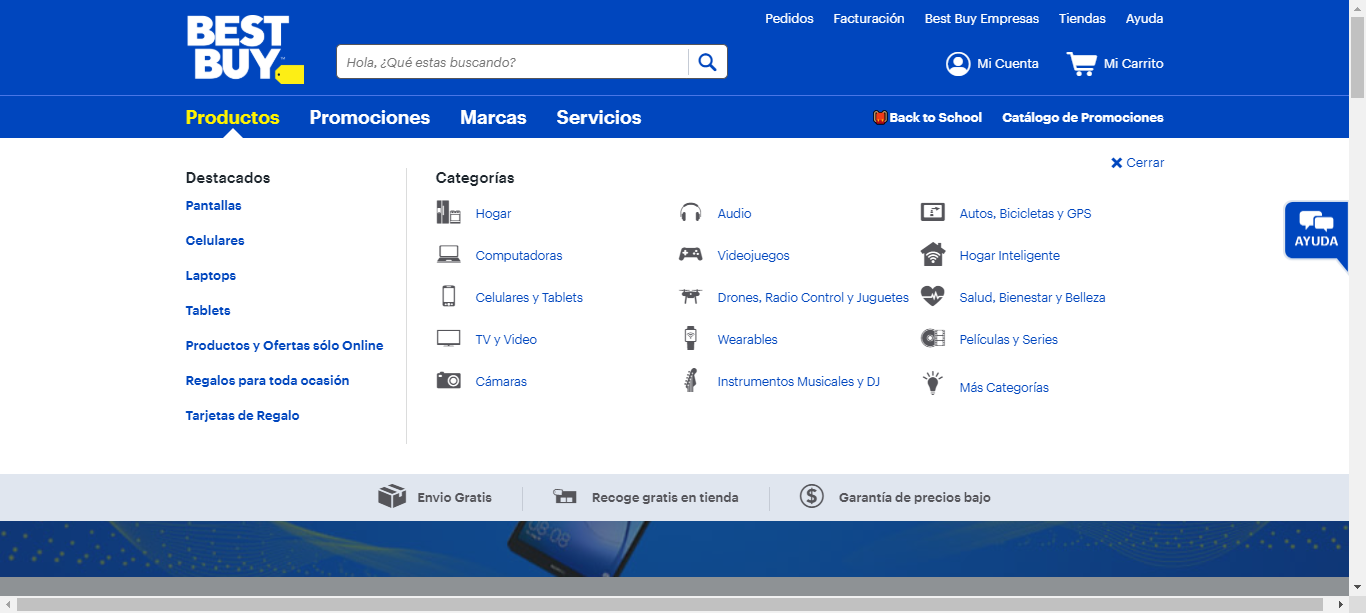 Pedidos Facturación Best Buy Empresas Tiendas Ayuda
BEST
BUY
Hola, ¿Qué estas buscando?
Mi Cuenta Mi Carrito
Productos Promociones Marcas Servicios Back to School Catálogo de Promociones
Cerrar
Destacados
Pantallas
Celulares
Laptops
Tablets
Productos y Ofertas sólo Online
Regalos para toda ocasión
Tarjetas de Regalo
Categorías
Hogar
Computadoras
Celulares y Tablets
TV y Video
Cámaras
Audio
Videojuegos
Drones, Radio Control y Juguetes
Wearables
Instrumentos Musicales y DJ
Autos, Bicicletas y GPS
Hogar Inteligente
Salud, Bienestar y Belleza
Películas y Series
Más Categorías
AYUDA
Envio Gratis Recoge gratis en tienda Garantía de precios bajo
08:08